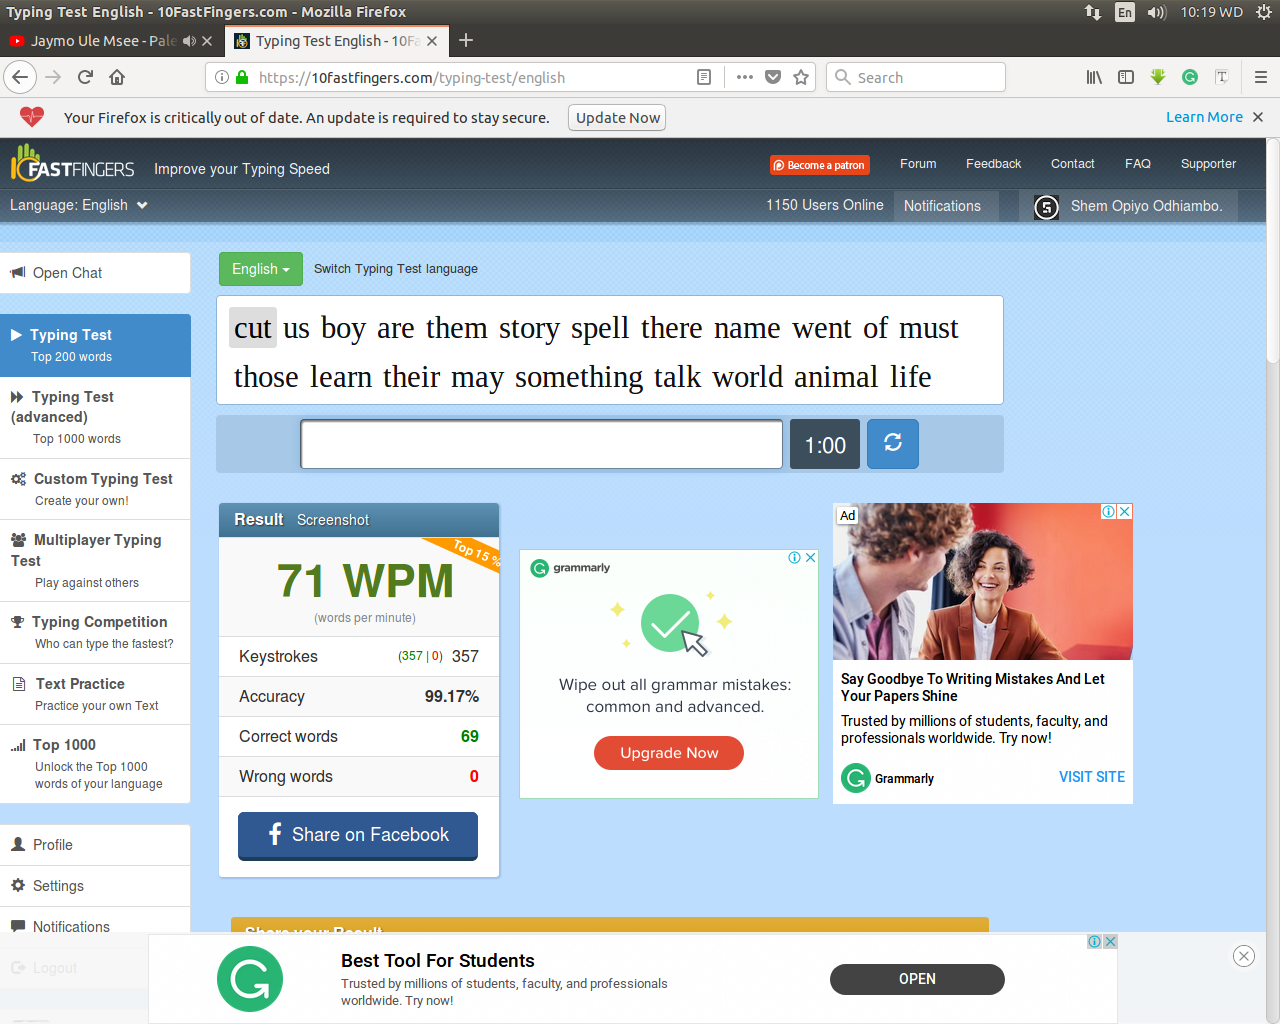 Typing Test English - 10FastFingers.com - Mozilla Firefox
En
10:19 WD
Jaymo Ule Msee - Pale
Typing Test English - 10Fa
https://10fastfingers.com/typing-test/english
Search
Your Firefox is critically out of date. An update is required to stay secure.
Update Now
Learn More
FASTFINGERS
Improve your Typing Speed
Become a patron
Forum
Feedback
Contact
FAQ
Supporter
Language: English
1150 Users Online
Notifications
Shem Opiyo Odhiambo.
Open Chat
Typing Test
Top 200 words
Typing Test
(advanced)
Top 1000 words
Custom Typing Test
Create your own!
Multiplayer Typing
Test
Play against others
Typing Competition
Who can type the fastest?
Text Practice
Practice your own Text
Top 1000
Unlock the Top 1000
words of your language
Profile
Settings
Notifications
Logout
English
Switch Typing Test language
cut us boy are them story spell there name went of must
those learn their may something talk world animal life
1:00
Result Screenshot
Top 15 %
71 WPM
(words per minute)
Keystrokes (357 | 0) 357
Accuracy 99.17%
Correct words 69
Wrong words 0
Share on Facebook
grammarly
Wipe out all grammar mistakes:
common and advanced.
Upgrade Now
Ad
Say Goodbye To Writing Mistakes And Let
Your Papers Shine
Trusted by millions of students, faculty, and
professionals worldwide. Try now!
Grammarly
VISIT SITE
Share your Result
Best Tool For Students
Trusted by millions of students, faculty, and professionals
worldwide. Try now!
OPEN